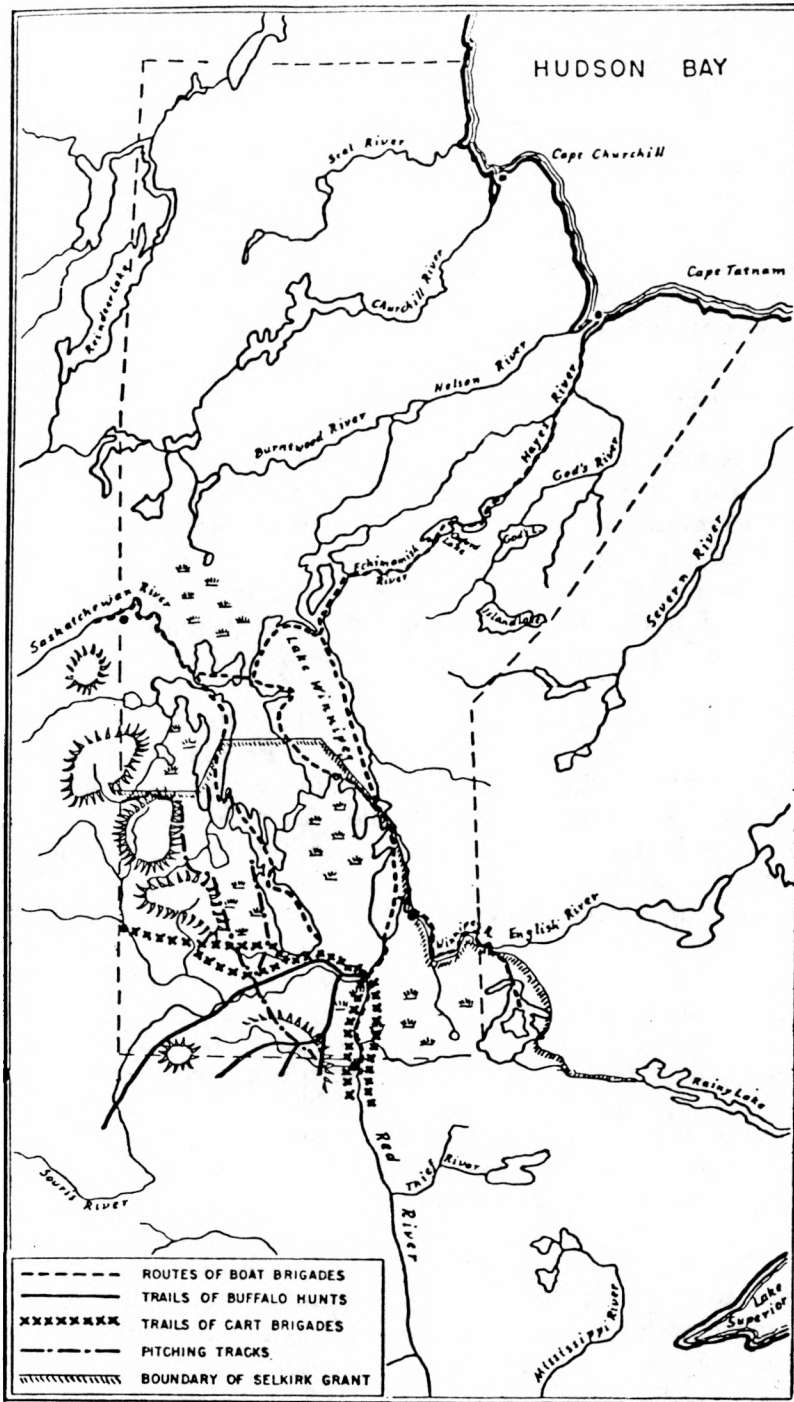 HUDSON BAY
Seal River
Cape Churchill
Churchill River
Cape Tatnam
Reindeer Lake
Nelson River
Burntwood River
Hayes River
God's River
Oxford Lake
God's L
Echimamish River
Island Lake
Severn River
Saskatchewan River
Lake Winnipeg
Winnipeg R
English River
Rainy Lake
Red River
Thief River
Souris River
Mississippi River
Lake Superior
ROUTES OF BOAT BRIGADES
TRAILS OF BUFFALO HUNTS
TRAILS OF CART BRIGADES
PITCHING TRACKS
BOUNDARY OF SELKIRK GRANT